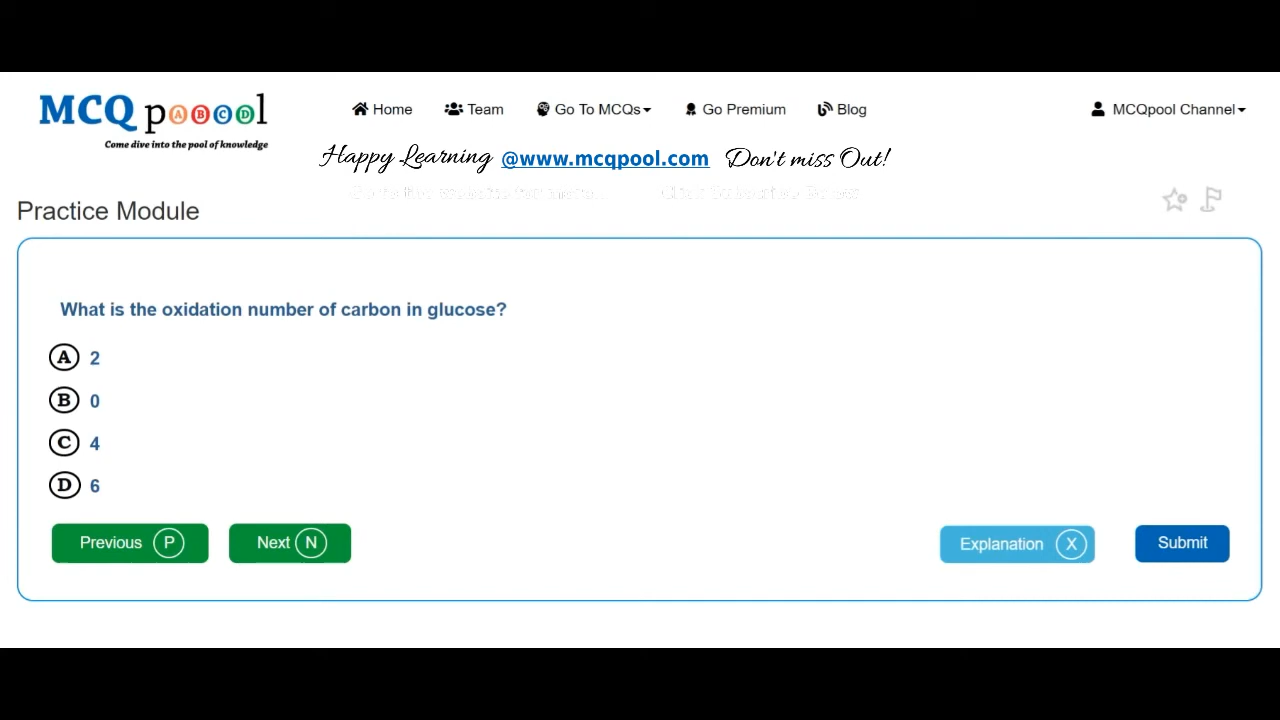 MCQ pool
A B C D
Come dive into the pool of knowledge
Home Team Go To MCQs Go Premium Blog MCQpool Channel
Happy Learning @www.mcqpool.com Don't miss Out!
Practice Module
What is the oxidation number of carbon in glucose?
A 2
B 0
C 4
D 6
Previous P Next N Explanation X Submit